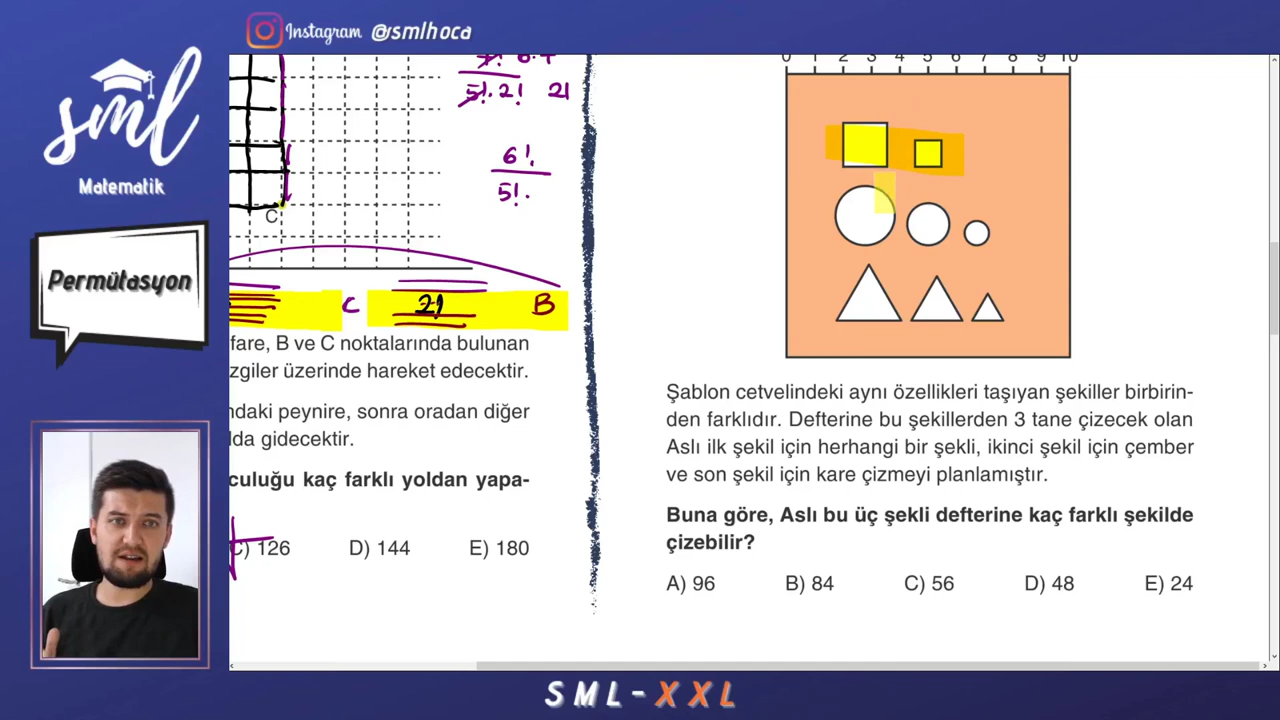 Instagram @smlhoca
sml
Matematik
Permütasyon
5! . 2! 21
6!
5!
C
C 21 B
fare, B ve C noktalarında bulunan
zgiler üzerinde hareket edecektir.
ndaki peynire, sonra oradan diğer
lda gidecektir.
culuğu kaç farklı yoldan yapa-
C) 126 D) 144 E) 180
0 1 2 3 4 5 6 7 8 9 10
Şablon cetvelindeki aynı özellikleri taşıyan şekiller birbirin-
den farklıdır. Defterine bu şekillerden 3 tane çizecek olan
Aslı ilk şekil için herhangi bir şekli, ikinci şekil için çember
ve son şekil için kare çizmeyi planlamıştır.
Buna göre, Aslı bu üç şekli defterine kaç farklı şekilde
çizebilir?
A) 96 B) 84 C) 56 D) 48 E) 24
SML-XXL